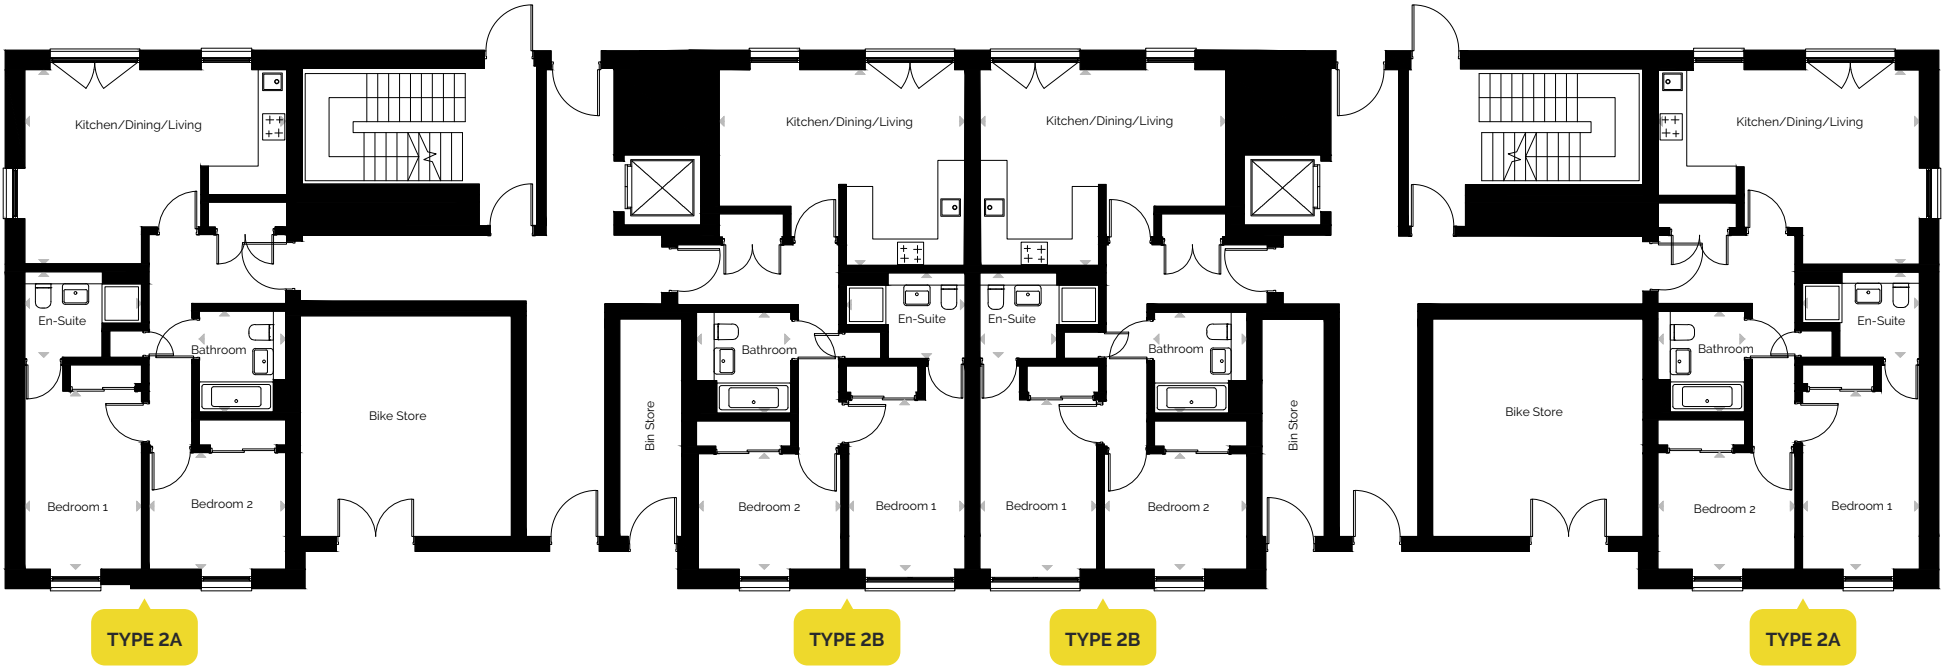 Kitchen/Dining/Living
Kitchen/Dining/Living
Kitchen/Dining/Living
Kitchen/Dining/Living
En-Suite
Bathroom
Bathroom
En-Suite
En-Suite
Bathroom
Bathroom
En-Suite
Bike Store
Bin Store
Bin Store
Bike Store
Bedroom 1
Bedroom 2
Bedroom 2
Bedroom 1
Bedroom 1
Bedroom 2
Bedroom 2
Bedroom 1
TYPE 2A
TYPE 2B
TYPE 2B
TYPE 2A